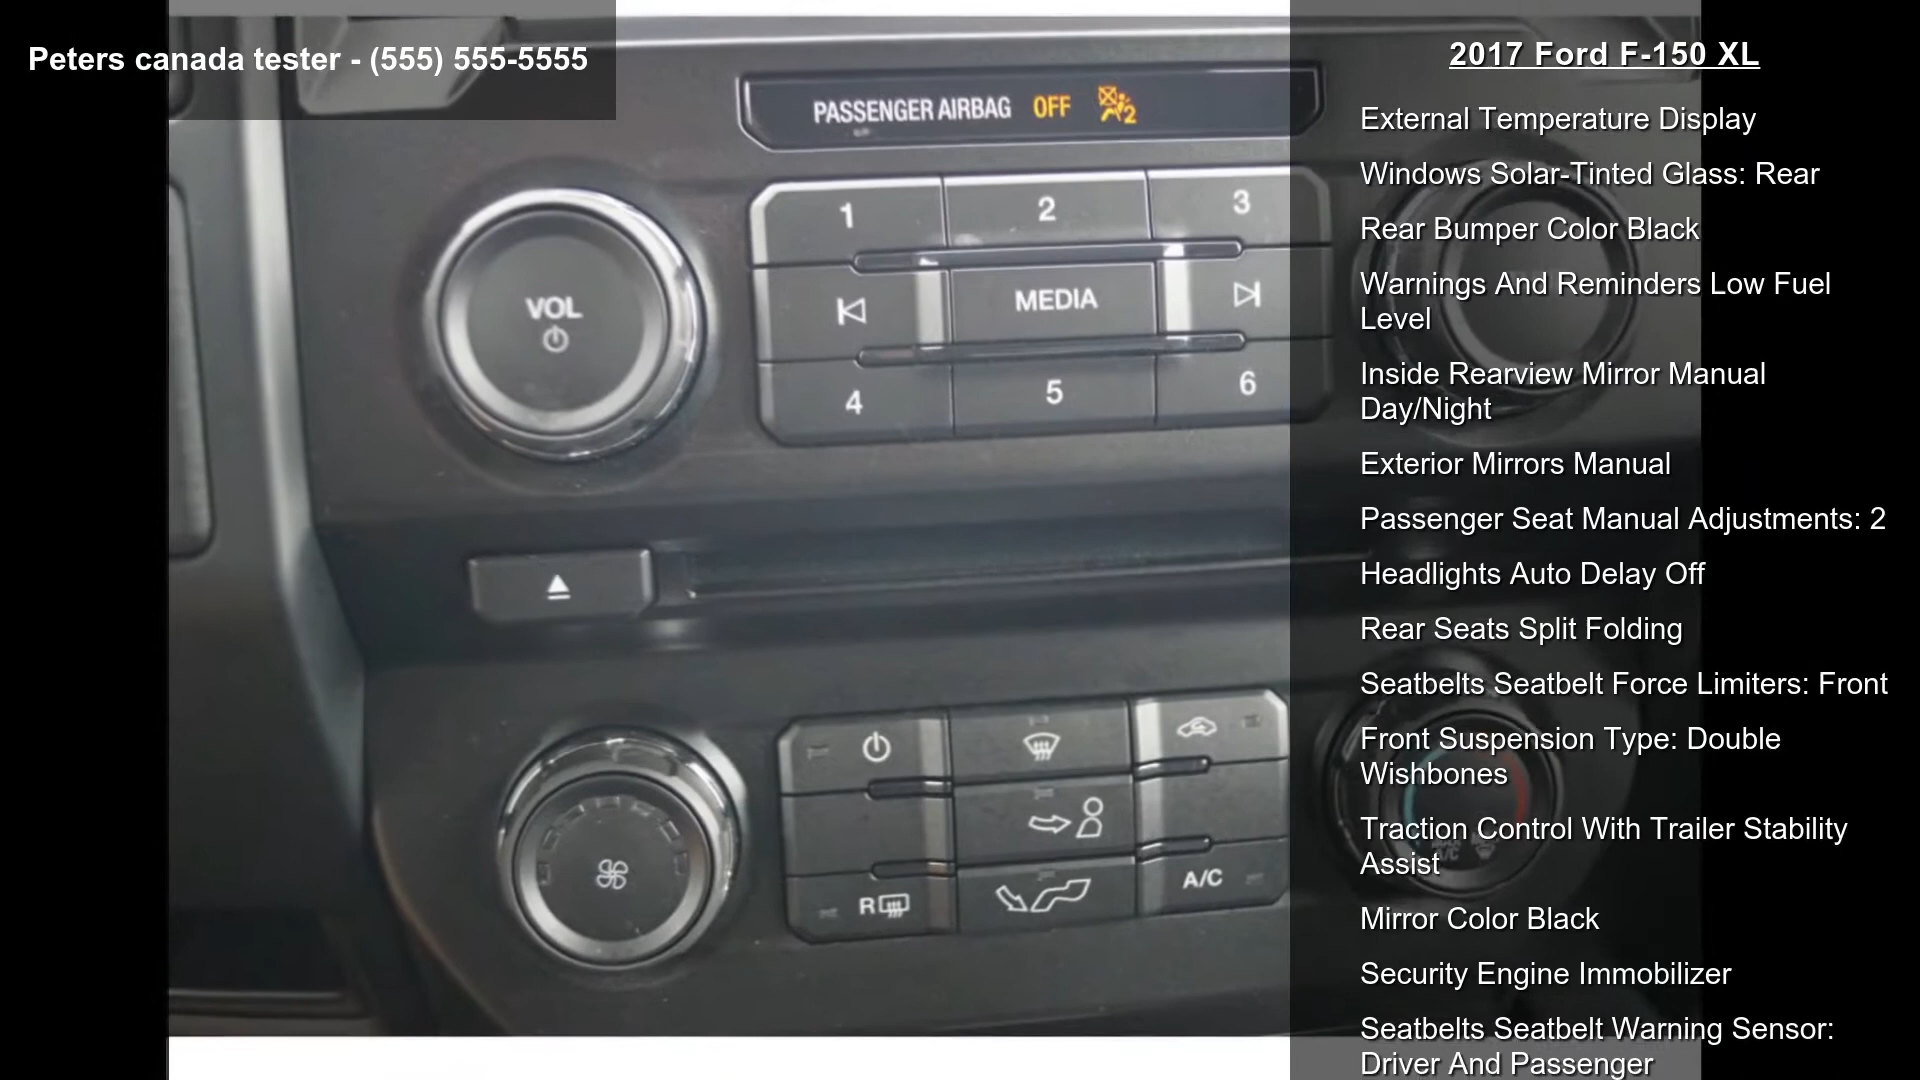 Peters canada tester - (555) 555-5555
PASSENGER AIRBAG OFF 2
1 2 3
VOL
MEDIA
4 5 6
R
A/C
2017 Ford F-150 XL
External Temperature Display
Windows Solar-Tinted Glass: Rear
Rear Bumper Color Black
Warnings And Reminders Low Fuel
Level
Inside Rearview Mirror Manual
Day/Night
Exterior Mirrors Manual
Passenger Seat Manual Adjustments: 2
Headlights Auto Delay Off
Rear Seats Split Folding
Seatbelts Seatbelt Force Limiters: Front
Front Suspension Type: Double
Wishbones
Traction Control With Trailer Stability
Assist
Mirror Color Black
Security Engine Immobilizer
Seatbelts Seatbelt Warning Sensor:
Driver And Passenger